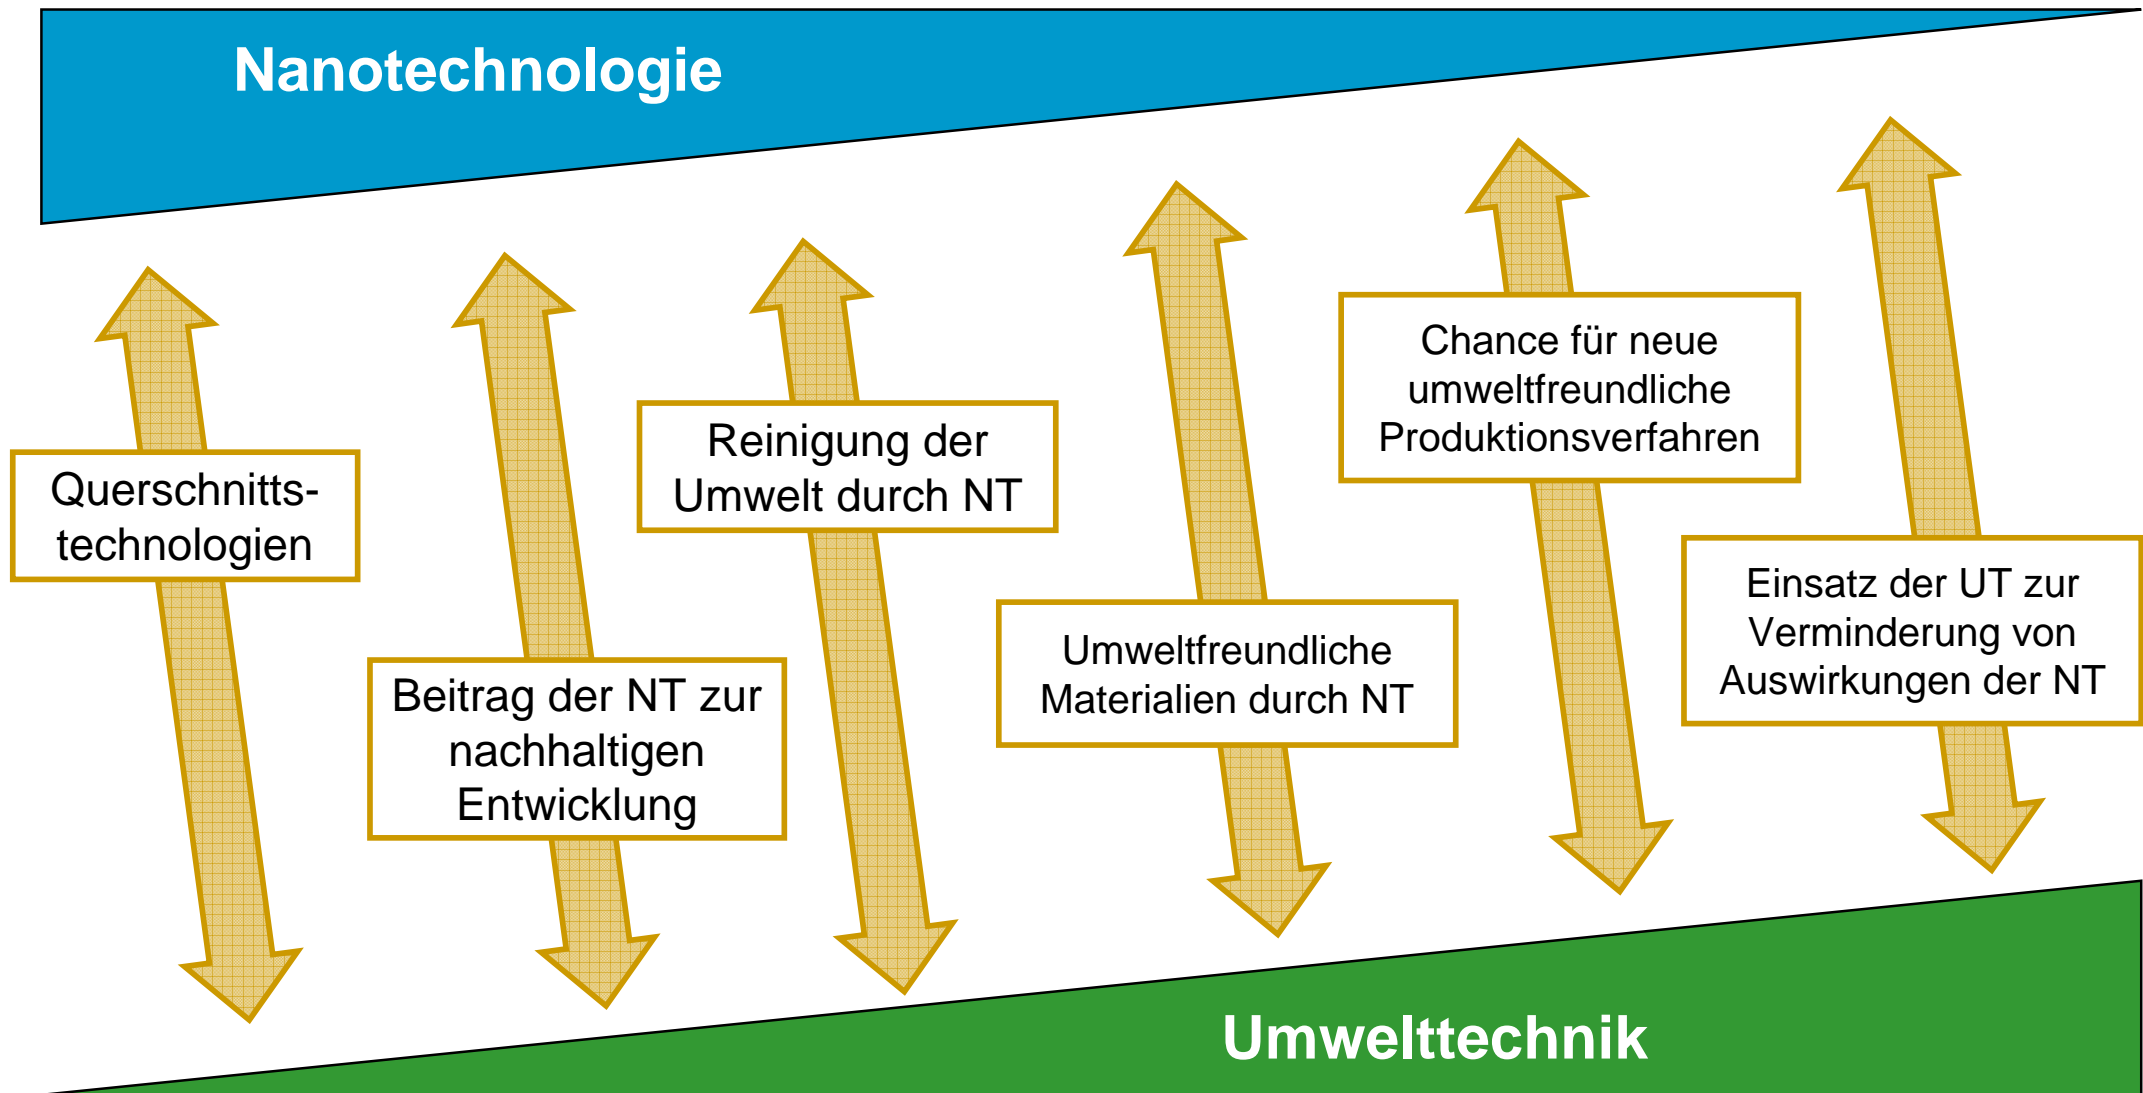 Nanotechnologie
Querschnitts-
technologien
Beitrag der NT zur
nachhaltigen
Entwicklung
Reinigung der
Umwelt durch NT
Umweltfreundliche
Materialien durch NT
Chance für neue
umweltfreundliche
Produktionsverfahren
Einsatz der UT zur
Verminderung von
Auswirkungen der NT
Umwelttechnik